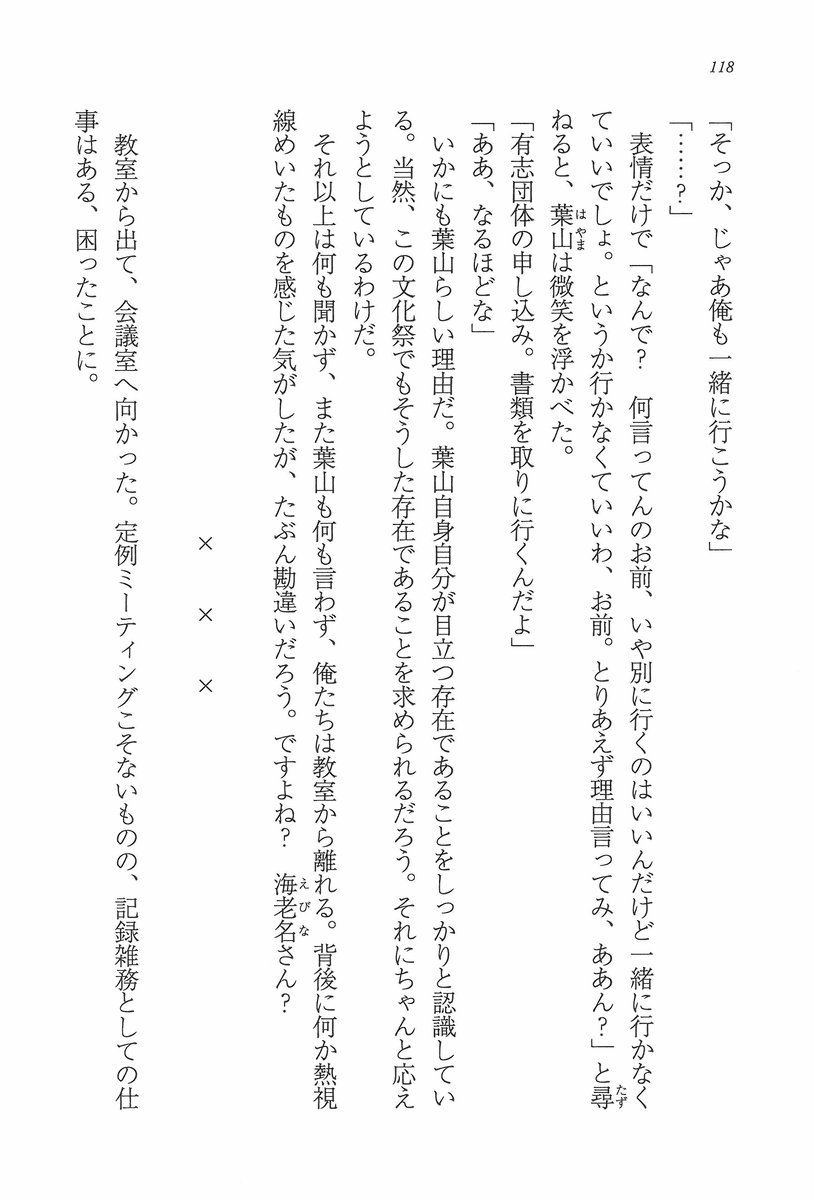 118
「そっか、じゃあ俺も一緒に行こうかな」
「……？」
　表情だけで「なんで？　何言ってんのお前、いや別に行くのはいいんだけど一緒に行かなく
ていいでしょ。というか行かなくていいわ、お前。とりあえず理由言ってみ、ああん？」と尋
ねると、葉山は微笑を浮かべた。
「有志団体の申し込み。書類を取りに行くんだよ」
「ああ、なるほどな」
　いかにも葉山らしい理由だ。葉山自身自分が目立つ存在であることをしっかりと認識してい
る。当然、この文化祭でもそうした存在であることを求められるだろう。それにちゃんと応え
ようとしているわけだ。
　それ以上は何も聞かず、また葉山も何も言わず、俺たちは教室から離れる。背後に何か熱視
線めいたものを感じた気がしたが、たぶん勘違いだろう。ですよね？　海老名さん？
×　×　×
　教室から出て、会議室へ向かった。定例ミーティングこそないものの、記録雑務としての仕
事はある、困ったことに。